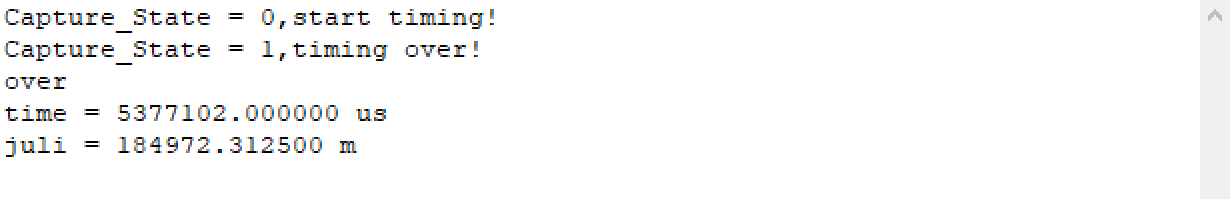 Capture_State = 0,start timing!
Capture_State = 1,timing over!
over
time = 5377102.000000 us
juli = 184972.312500 m